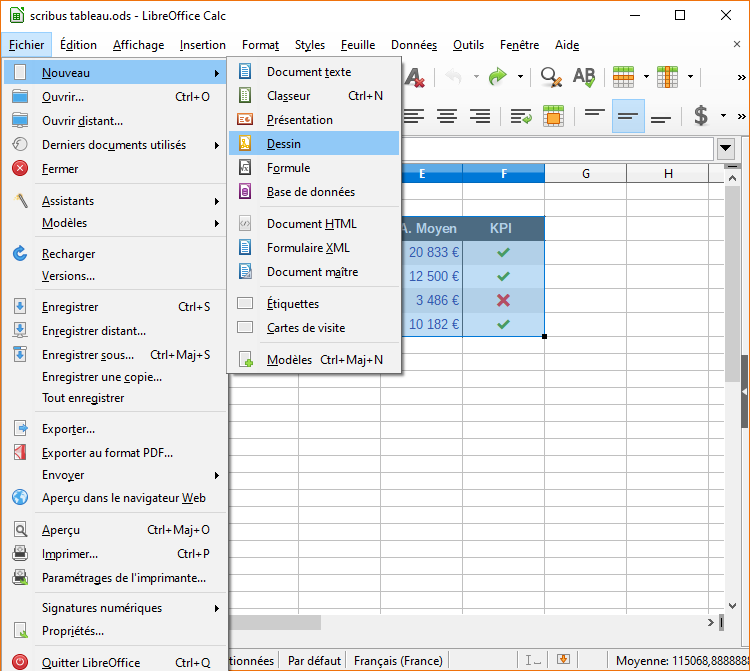 scribus tableau.ods - LibreOffice Calc
Fichier Édition Affichage Insertion Format Styles Feuille Données Outils Fenêtre Aide
Nouveau
Ouvrir... Ctrl+O
Ouvrir distant...
Derniers documents utilisés
Fermer
Assistants
Modèles
Recharger
Versions...
Enregistrer Ctrl+S
Enregistrer distant...
Enregistrer sous... Ctrl+Maj+S
Enregistrer une copie...
Tout enregistrer
Exporter...
Exporter au format PDF...
Envoyer
Aperçu dans le navigateur Web
Aperçu Ctrl+Maj+O
Imprimer... Ctrl+P
Paramétrages de l'imprimante...
Signatures numériques
Propriétés...
Quitter LibreOffice Ctrl+Q
Document texte
Classeur Ctrl+N
Présentation
Dessin
Formule
Base de données
Document HTML
Formulaire XML
Document maître
Étiquettes
Cartes de visite
Modèles Ctrl+Maj+N
E F G H
A. Moyen KPI
20 833 €
12 500 €
3 486 €
10 182 €
tionnées Par défaut Français (France) Moyenne: 115068,888888